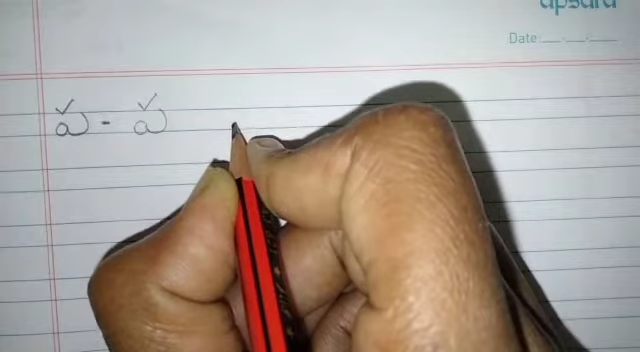 apsara
Date:
వ - వ